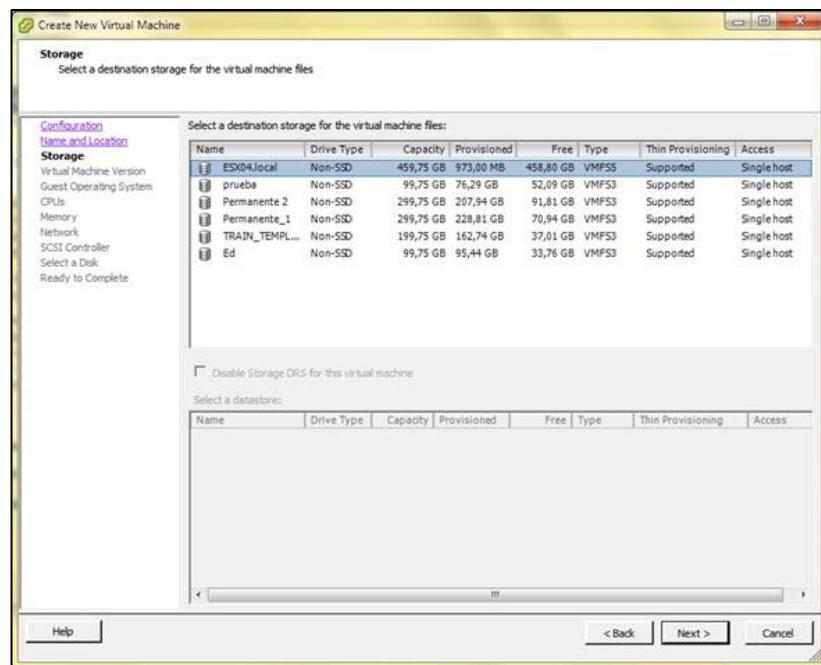 Create New Virtual Machine
Storage
Select a destination storage for the virtual machine files
Configuration
Name and Location
Storage
Virtual Machine Version
Guest Operating System
CPUs
Memory
Network
SCSI Controller
Select a Disk
Ready to Complete
Select a destination storage for the virtual machine files:
Name Drive Type Capacity Provisioned Free Type Thin Provisioning Access
ESX04.local Non-SSD 459,75 GB 973,00 MB 458,80 GB VMFS5 Supported Single host
prueba Non-SSD 99,75 GB 76,29 GB 52,09 GB VMFS3 Supported Single host
Permanente 2 Non-SSD 299,75 GB 207,94 GB 91,81 GB VMFS3 Supported Single host
Permanente_1 Non-SSD 299,75 GB 228,81 GB 70,94 GB VMFS3 Supported Single host
TRAIN_TEMPL... Non-SSD 199,75 GB 162,74 GB 37,01 GB VMFS3 Supported Single host
Ed Non-SSD 99,75 GB 95,44 GB 33,76 GB VMFS3 Supported Single host
Disable Storage DRS for this virtual machine
Select a datastore:
Name Drive Type Capacity Provisioned Free Type Thin Provisioning Access
Help < Back Next > Cancel